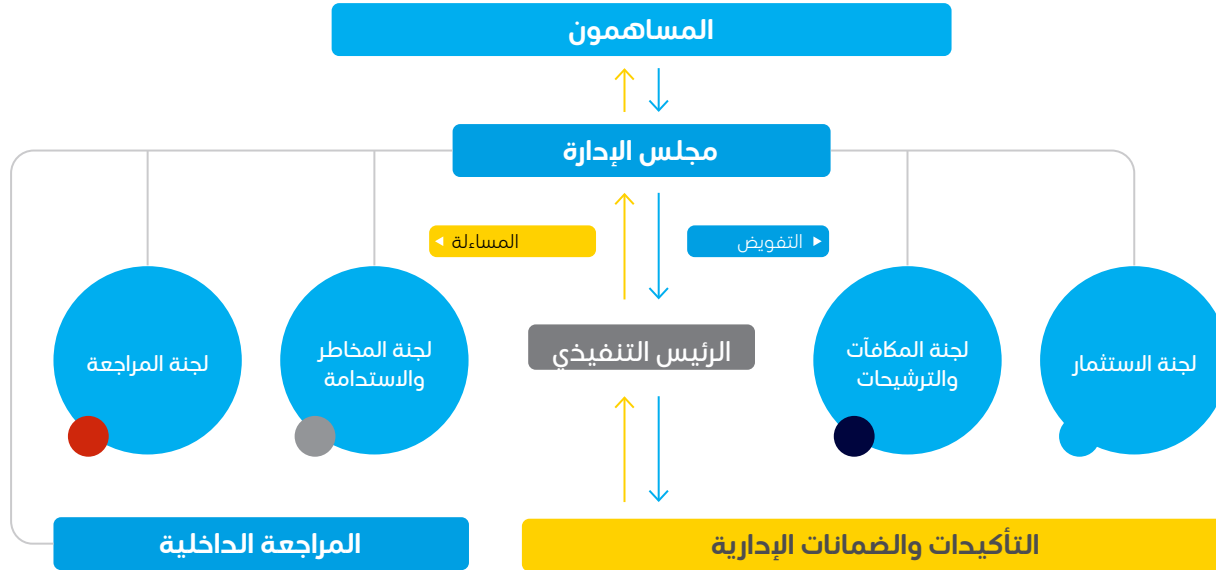 المساهمون
مجلس الإدارة
التفويض
المساءلة
لجنة الاستثمار
لجنة المكافآت
والترشيحات
الرئيس التنفيذي
لجنة المخاطر
والاستدامة
لجنة المراجعة
التأكيدات والضمانات الإدارية
المراجعة الداخلية